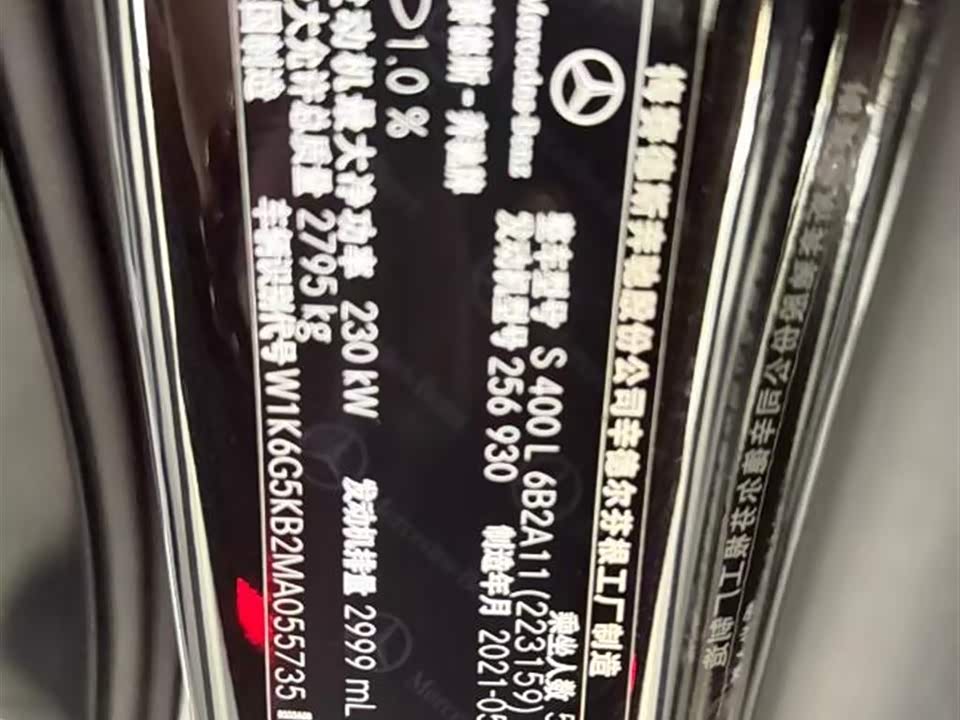 梅赛德斯奔驰股份公司辛德尔芬根工厂制造
Mercedes-Benz
梅赛德斯-奔驰牌
整车型号 S 400 L 6B2A11(223159)
乘坐人数 5
发动机型号 256 930
制造年月 2021-05
1.0 %
发动机最大净功率 230 kW
发动机排量 2999 mL
最大允许总质量 2795 kg
国制造
车辆识别代号 W1K6G5KB2MA055735